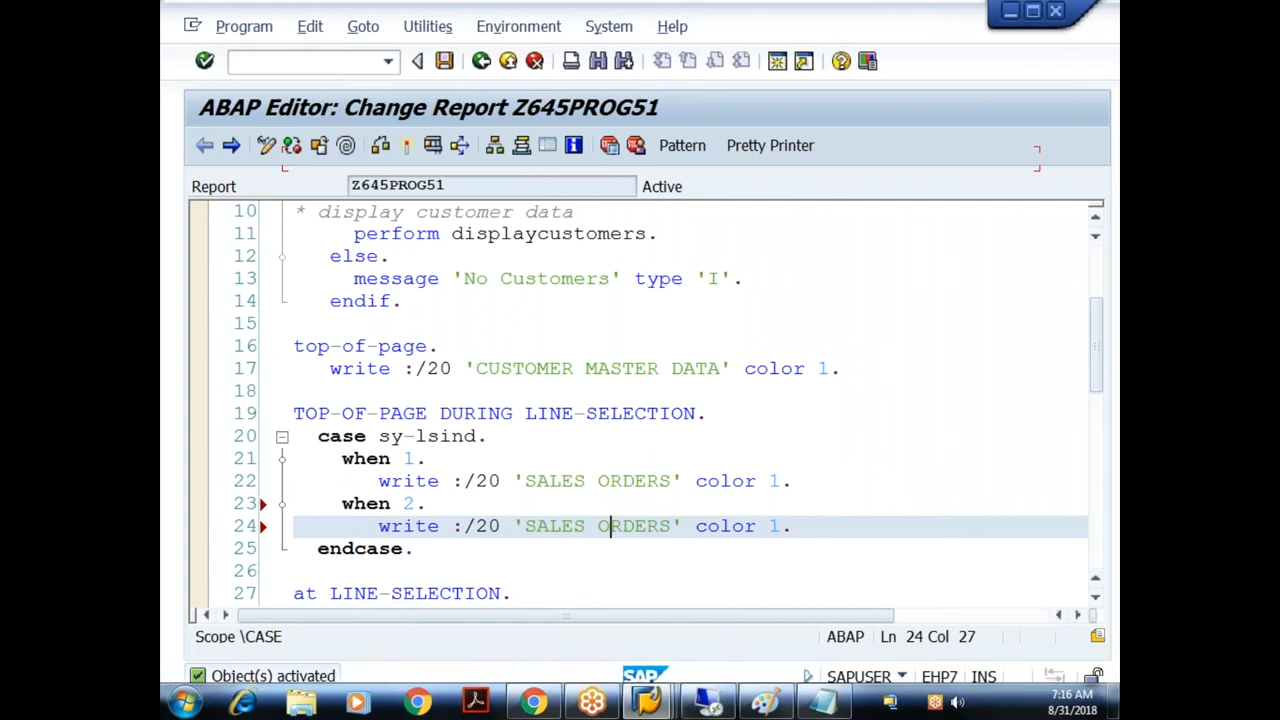 Program Edit Goto Utilities Environment System Help
ABAP Editor: Change Report Z645PROG51
Pattern Pretty Printer
Report Z645PROG51 Active
10 * display customer data
11 perform displaycustomers.
12 else.
13 message 'No Customers' type 'I'.
14 endif.
15
16 top-of-page.
17 write :/20 'CUSTOMER MASTER DATA' color 1.
18
19 TOP-OF-PAGE DURING LINE-SELECTION.
20 case sy-lsind.
21 when 1.
22 write :/20 'SALES ORDERS' color 1.
23 when 2.
24 write :/20 'SALES ORDERS' color 1.
25 endcase.
26
27 at LINE-SELECTION.
Scope \CASE ABAP Ln 24 Col 27
Object(s) activated SAP SAPUSER EHP7 INS
7:16 AM
8/31/2018